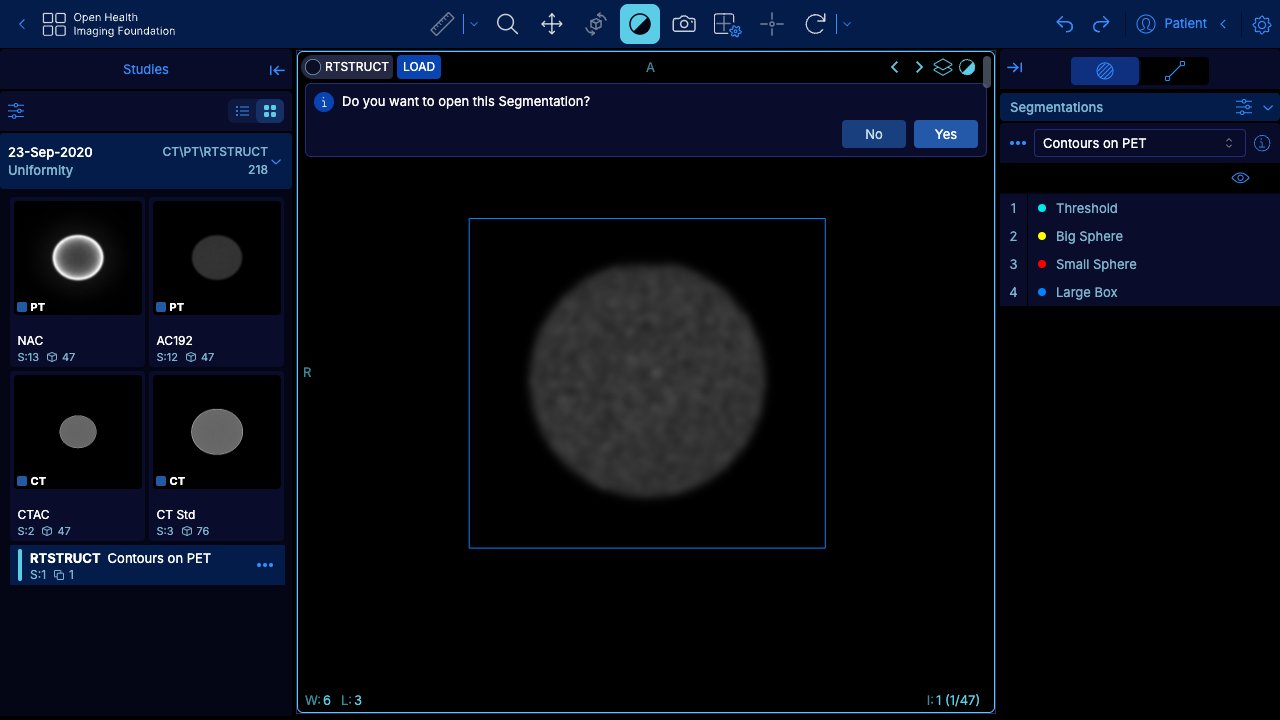 Open Health
Imaging Foundation
Patient
Studies
23-Sep-2020
CT\PT\RTSTRUCT
Uniformity
218
PT
NAC
S:13 47
PT
AC192
S:12 47
CT
CTAC
S:2 47
CT
CT Std
S:3 76
RTSTRUCT Contours on PET
S:1 1
RTSTRUCT LOAD
A
Do you want to open this Segmentation?
No Yes
R
W: 6 L: 3
I: 1 (1/47)
Segmentations
Contours on PET
1 Threshold
2 Big Sphere
3 Small Sphere
4 Large Box